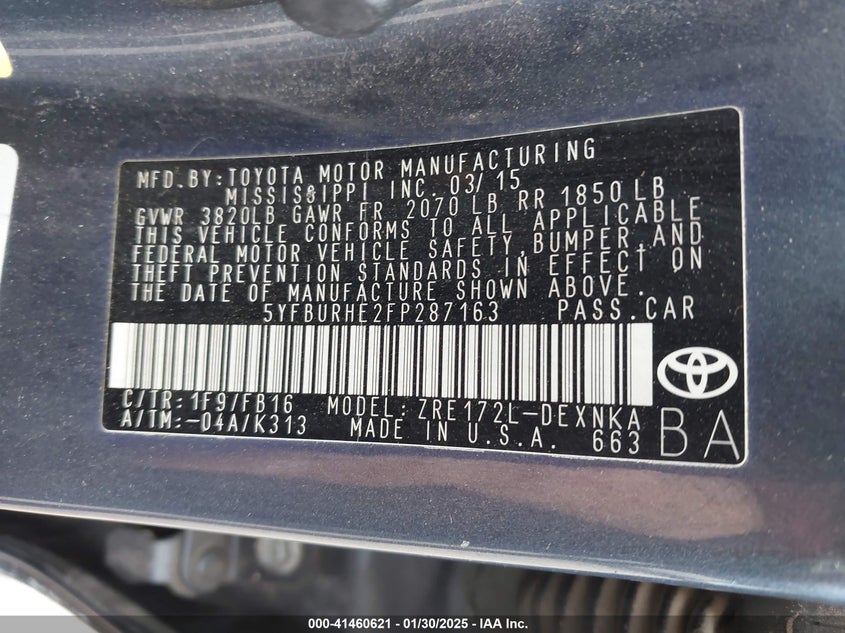 MFD.BY:TOYOTA MOTOR MANUFACTURING
MISSISSIPPI INC. 03/15
GVWR 3820LB GAWR FR 2070 LB RR 1850LB
THIS VEHICLE CONFORMS TO ALL APPLICABLE
FEDERAL MOTOR VEHICLE SAFETY,BUMPER,AND
THEFT PREVENTION STANDARDS IN EFFECT ON
THE DATE OF MANUFACTURE SHOWN ABOVE.
5YFBURHE2FP287163 PASS.CAR
C/TR:1F9/FB16 MODEL:ZRE172L-DEXNKA
A/TM:-04A/K313 MADE IN U.S.A. 663 BA
000-41460621 - 01/30/2025 - IAA Inc.